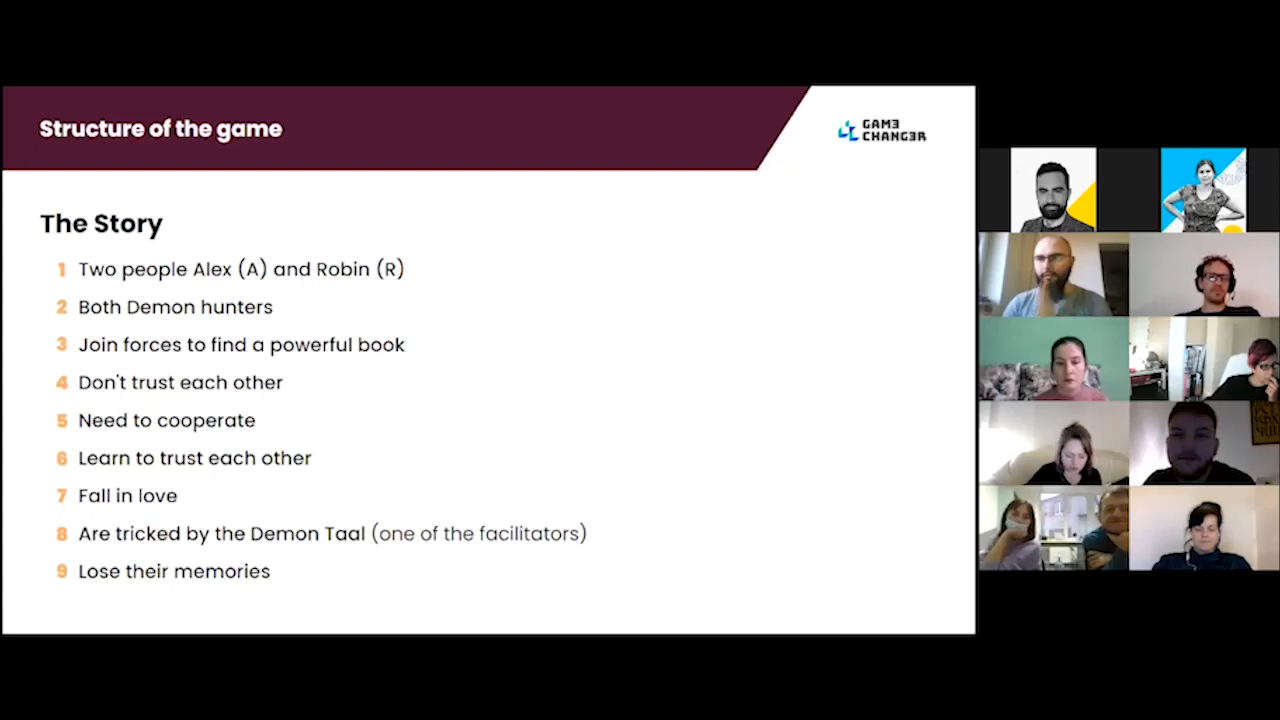 Structure of the game
GAM3
CHANG3R
The Story
1 Two people Alex (A) and Robin (R)
2 Both Demon hunters
3 Join forces to find a powerful book
4 Don't trust each other
5 Need to cooperate
6 Learn to trust each other
7 Fall in love
8 Are tricked by the Demon Taal (one of the facilitators)
9 Lose their memories